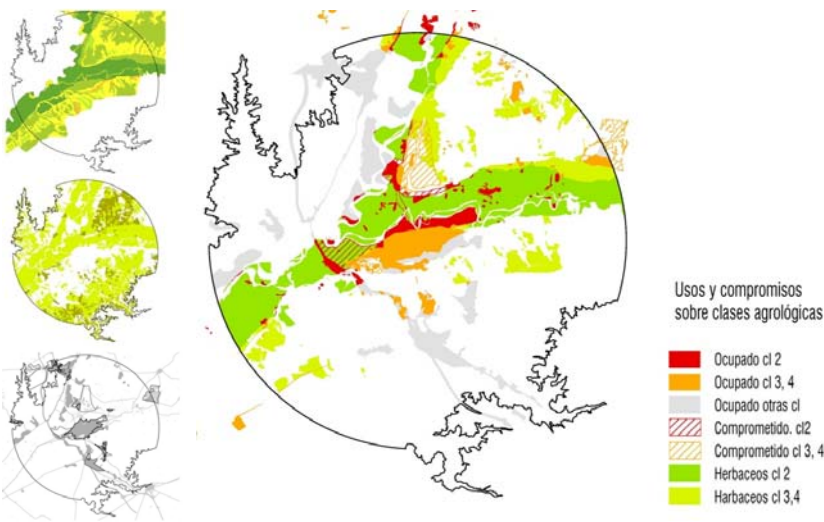 Usos y compromisos
sobre clases agrológicas
Ocupado cl 2
Ocupado cl 3, 4
Ocupado otras cl
Comprometido. cl2
Comprometido cl 3, 4
Herbaceos cl 2
Harbaceos cl 3,4